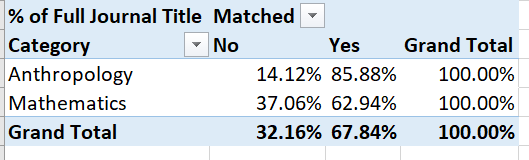 % of Full Journal Title Matched
Category No Yes Grand Total
Anthropology 14.12% 85.88% 100.00%
Mathematics 37.06% 62.94% 100.00%
Grand Total 32.16% 67.84% 100.00%